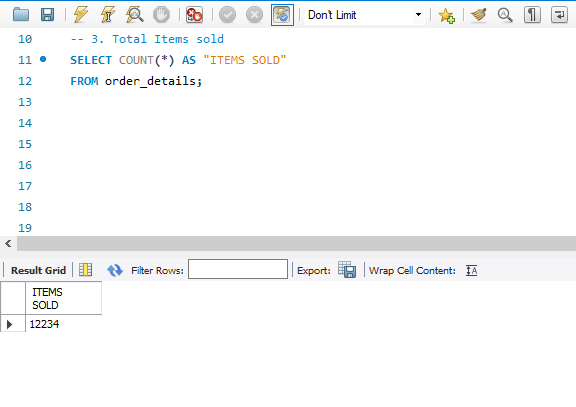 Don't Limit
10 -- 3. Total Items sold
11 SELECT COUNT(*) AS "ITEMS SOLD"
12 FROM order_details;
13
14
15
16
17
18
19
Result Grid Filter Rows: Export: Wrap Cell Content: IA
ITEMS
SOLD
12234